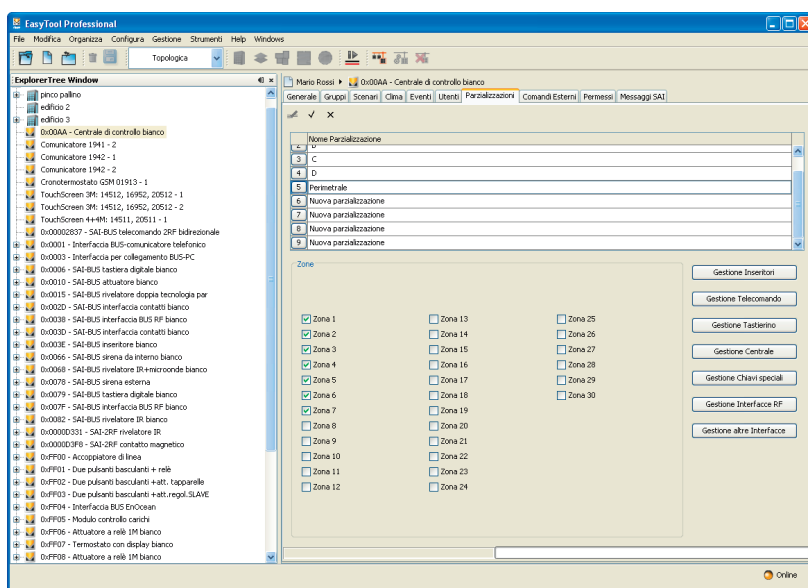 EasyTool Professional
File Modifica Organizza Configura Gestione Strumenti Help Windows
Topologica
ExplorerTree Window
pinco pallino
edificio 2
edificio 3
0x00AA - Centrale di controllo bianco
Comunicatore 1941 - 2
Comunicatore 1942 - 1
Comunicatore 1942 - 2
Cronotermostato GSM 01913 - 1
TouchScreen 3M: 14512, 16952, 20512 - 1
TouchScreen 3M: 14512, 16952, 20512 - 2
TouchScreen 4+4M: 14511, 20511 - 1
0x00002837 - SAI-BUS telecomando 2RF bidirezionale
0x0001 - Interfaccia BUS-comunicatore telefonico
0x0003 - Interfaccia per collegamento BUS-PC
0x0006 - SAI-BUS tastiera digitale bianco
0x0010 - SAI-BUS attuatore bianco
0x0015 - SAI-BUS rivelatore doppia tecnologia par
0x002D - SAI-BUS interfaccia contatti bianco
0x0038 - SAI-BUS interfaccia BUS RF bianco
0x003D - SAI-BUS interfaccia contatti bianco
0x003E - SAI-BUS inseritore bianco
0x0066 - SAI-BUS sirena da interno bianco
0x0068 - SAI-BUS rivelatore IR+microonde bianco
0x0078 - SAI-BUS sirena esterna
0x0079 - SAI-BUS tastiera digitale bianco
0x007F - SAI-BUS interfaccia BUS RF bianco
0x0082 - SAI-BUS rivelatore IR bianco
0x0000D331 - SAI-2RF rivelatore IR
0x0000D3F8 - SAI-2RF contatto magnetico
0xFF00 - Accoppiatore di linea
0xFF01 - Due pulsanti basculanti + relè
0xFF02 - Due pulsanti basculanti +att. tapparelle
0xFF03 - Due pulsanti basculanti +att.regol.SLAVE
0xFF04 - Interfaccia BUS EnOcean
0xFF05 - Modulo controllo carichi
0xFF06 - Attuatore a relè 1M bianco
0xFF07 - Termostato con display bianco
0xFF08 - Attuatore a relè 1M bianco
Mario Rossi 0x00AA - Centrale di controllo bianco
Generale Gruppi Scenari Clima Eventi Utenti Parzializzazioni Comandi Esterni Permessi Messaggi SAI
Nome Parzializzazione
2 B
3 C
4 D
5 Perimetrale
6 Nuova parzializzazione
7 Nuova parzializzazione
8 Nuova parzializzazione
9 Nuova parzializzazione
Zone
Zona 1 Zona 13 Zona 25
Zona 2 Zona 14 Zona 26
Zona 3 Zona 15 Zona 27
Zona 4 Zona 16 Zona 28
Zona 5 Zona 17 Zona 29
Zona 6 Zona 18 Zona 30
Zona 7 Zona 19
Zona 8 Zona 20
Zona 9 Zona 21
Zona 10 Zona 22
Zona 11 Zona 23
Zona 12 Zona 24
Gestione Inseritori
Gestione Telecomando
Gestione Tastierino
Gestione Centrale
Gestione Chiavi speciali
Gestione Interfacce RF
Gestione altre Interfacce
Online